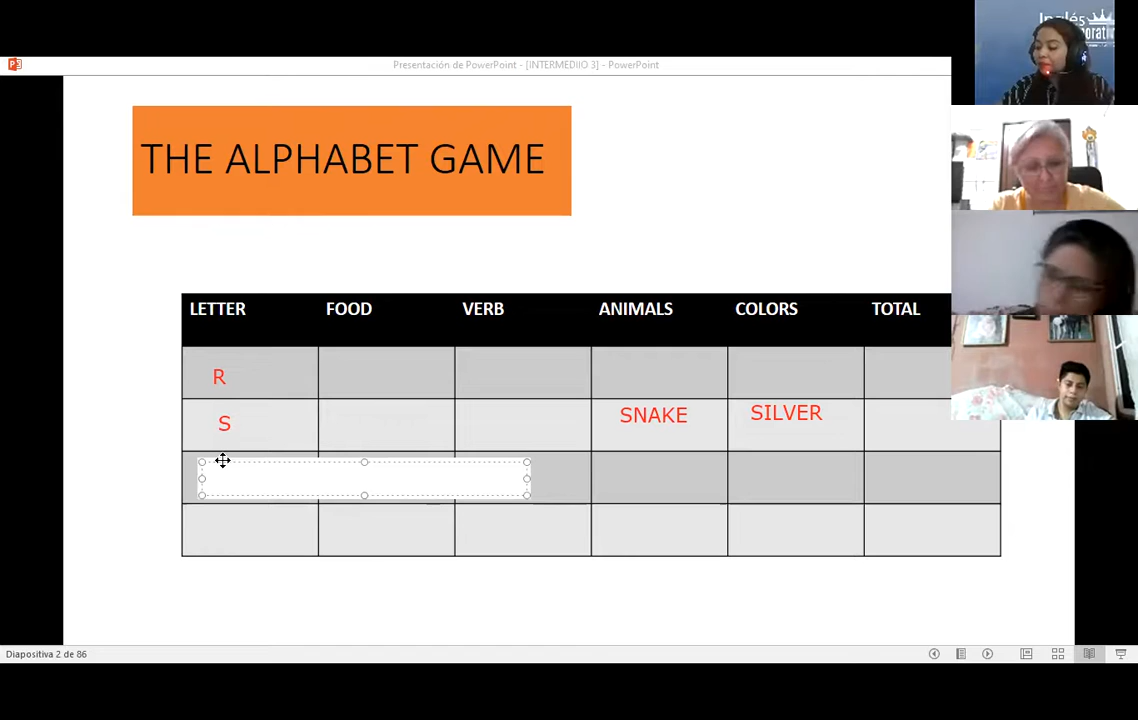 Inglés
Presentación de PowerPoint - [INTERMEDIIO 3] - PowerPoint
THE ALPHABET GAME
LETTER FOOD VERB ANIMALS COLORS TOTAL
R
S SNAKE SILVER
Diapositiva 2 de 86